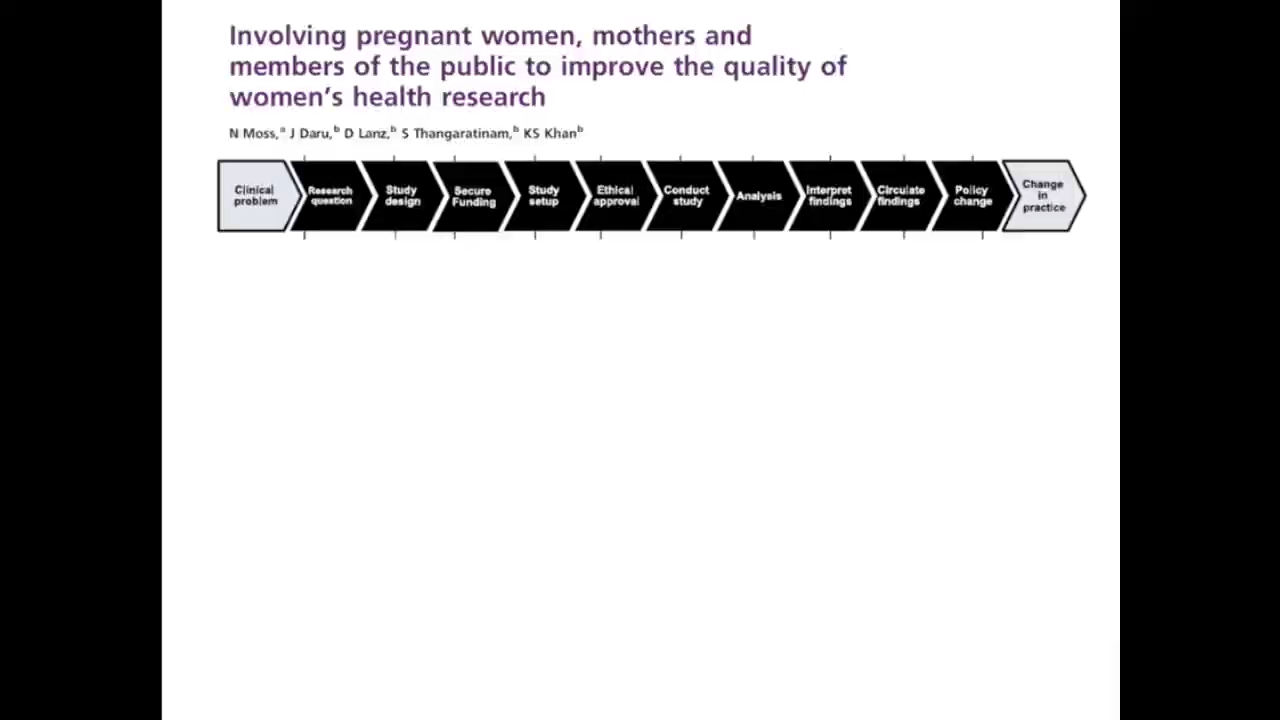 Involving pregnant women, mothers and
members of the public to improve the quality of
women's health research
N Moss,a J Daru,b D Lanz,b S Thangaratinam,b KS Khanb
Clinical
problem
Research
question
Study
design
Secure
Funding
Study
setup
Ethical
approval
Conduct
study
Analysis
Interpret
findings
Circulate
findings
Policy
change
Change
in
practice